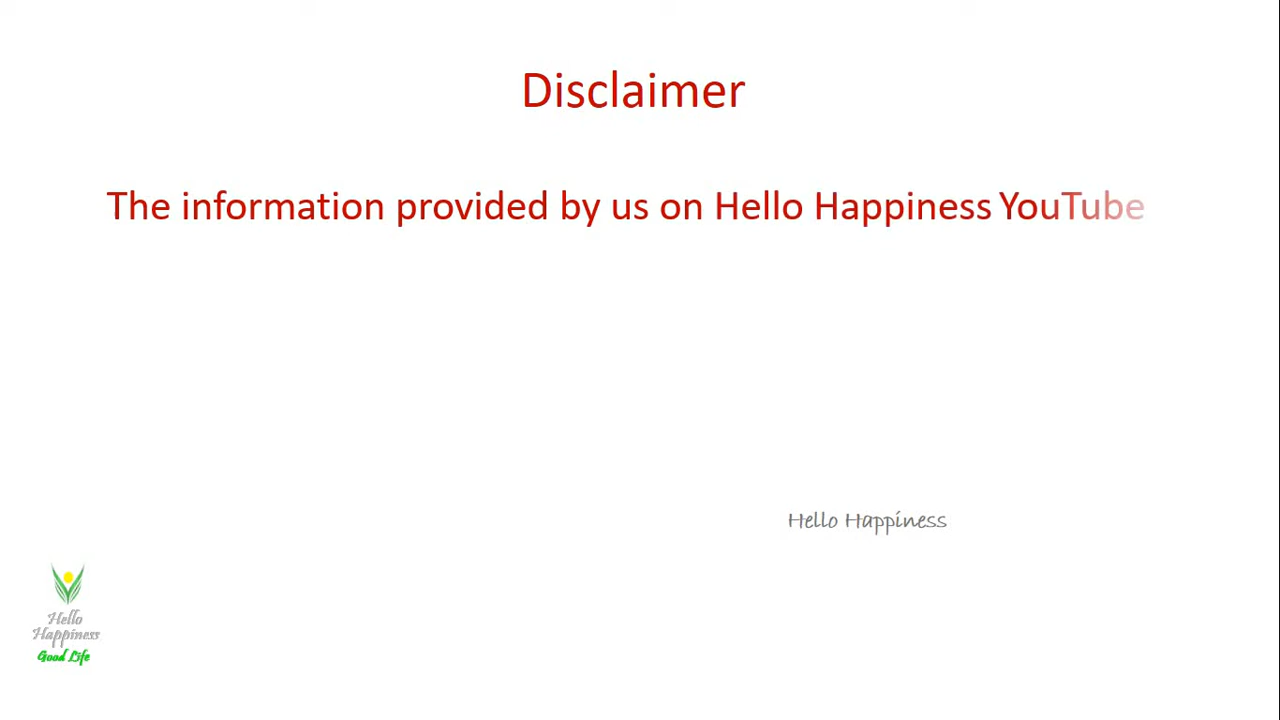 Disclaimer
The information provided by us on Hello Happiness YouTube
Hello Happiness
Hello
Happiness
Good Life